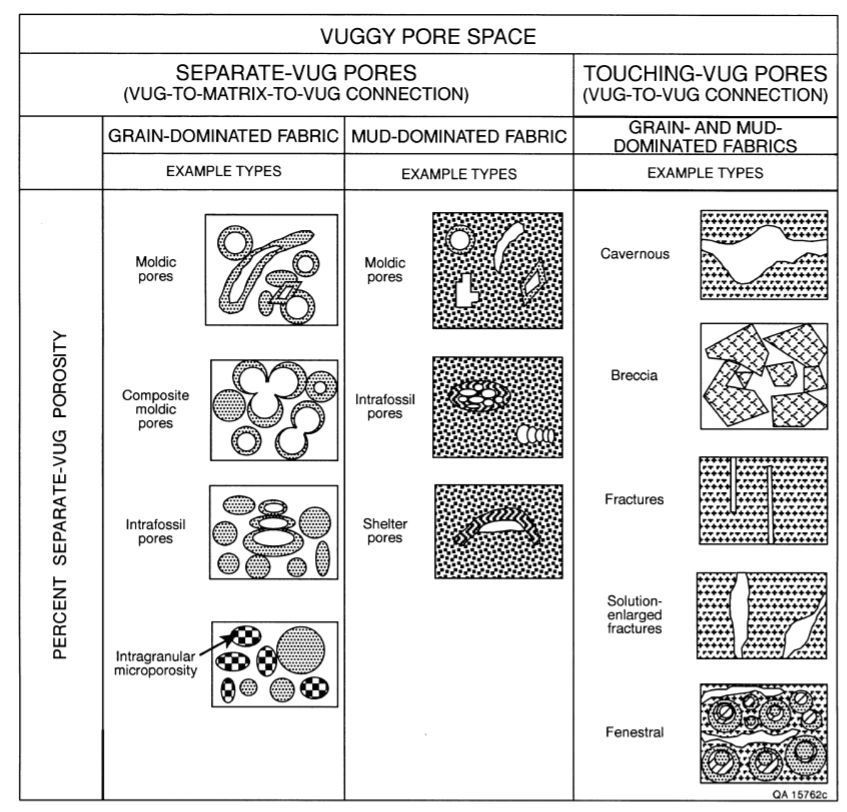 VUGGY PORE SPACE
SEPARATE-VUG PORES
(VUG-TO-MATRIX-TO-VUG CONNECTION)
TOUCHING-VUG PORES
(VUG-TO-VUG CONNECTION)
GRAIN-DOMINATED FABRIC
MUD-DOMINATED FABRIC
GRAIN- AND MUD-
DOMINATED FABRICS
EXAMPLE TYPES
EXAMPLE TYPES
EXAMPLE TYPES
PERCENT SEPARATE-VUG POROSITY
Moldic
pores
Composite
moldic
pores
Intrafossil
pores
Intragranular
microporosity
Moldic
pores
Intrafossil
pores
Shelter
pores
Cavernous
Breccia
Fractures
Solution-
enlarged
fractures
Fenestral
QA 15762c